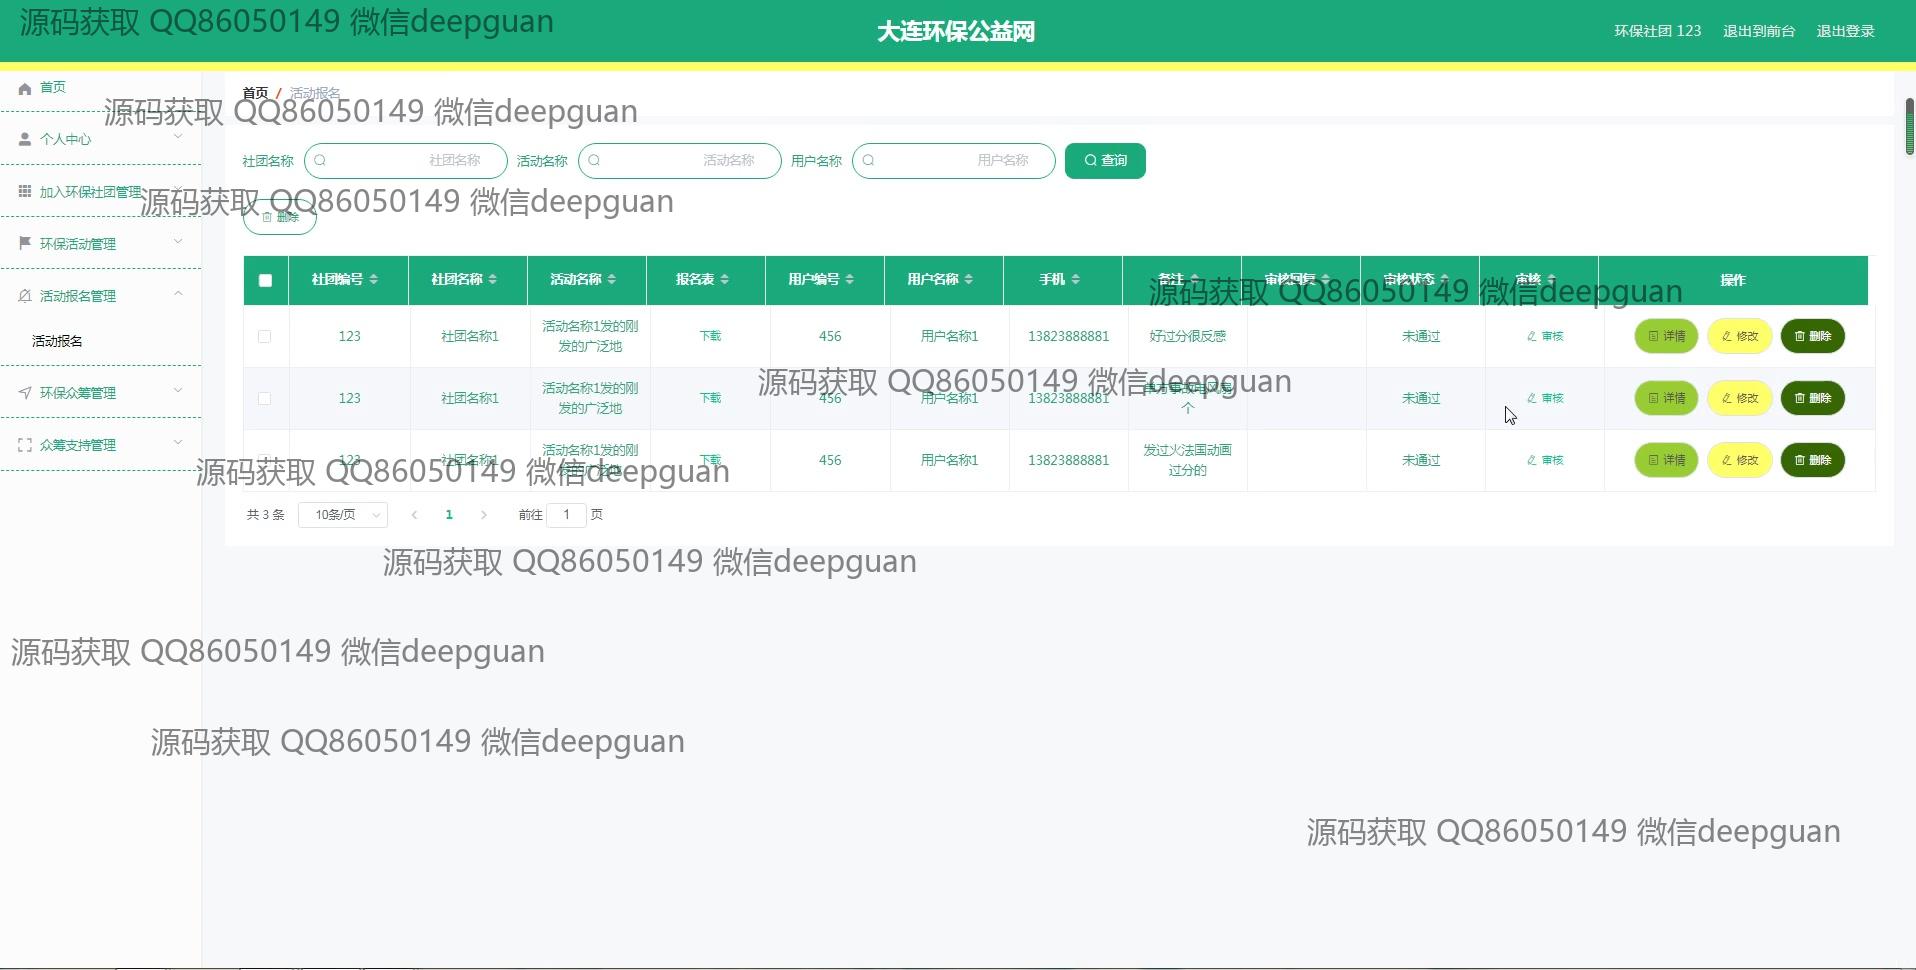 源码获取 QQ86050149 微信deepguan
大连环保公益网
环保社团 123 退出到前台 退出登录
首页
个人中心
加入环保社团管理
环保活动管理
活动报名管理
活动报名
环保众筹管理
众筹支持管理
首页 / 活动报名
源码获取 QQ86050149 微信deepguan
社团名称 社团名称 活动名称 活动名称 用户名称 用户名称 查询
源码获取 QQ86050149 微信deepguan
删除
社团编号 社团名称 活动名称 报名表 用户编号 用户名称 手机 备注 审核回复 审核状态 审核 操作
源码获取 QQ86050149 微信deepguan
123 社团名称1 活动名称1发的刚 下载 456 用户名称1 13823888881 好过分很反感 未通过 审核 详情 修改 删除
发的广泛地
源码获取 QQ86050149 微信deepguan
123 社团名称1 活动名称1发的刚 下载 456 用户名称1 13823888881 未通过 审核 详情 修改 删除
发的广泛地 个
123 社团名称1 活动名称1发的刚 下载 456 用户名称1 13823888881 发过火法国动画 未通过 审核 详情 修改 删除
发的广泛地 过分的
源码获取 QQ86050149 微信deepguan
共 3 条 10条/页 1 前往 1 页
源码获取 QQ86050149 微信deepguan
源码获取 QQ86050149 微信deepguan
源码获取 QQ86050149 微信deepguan
源码获取 QQ86050149 微信deepguan